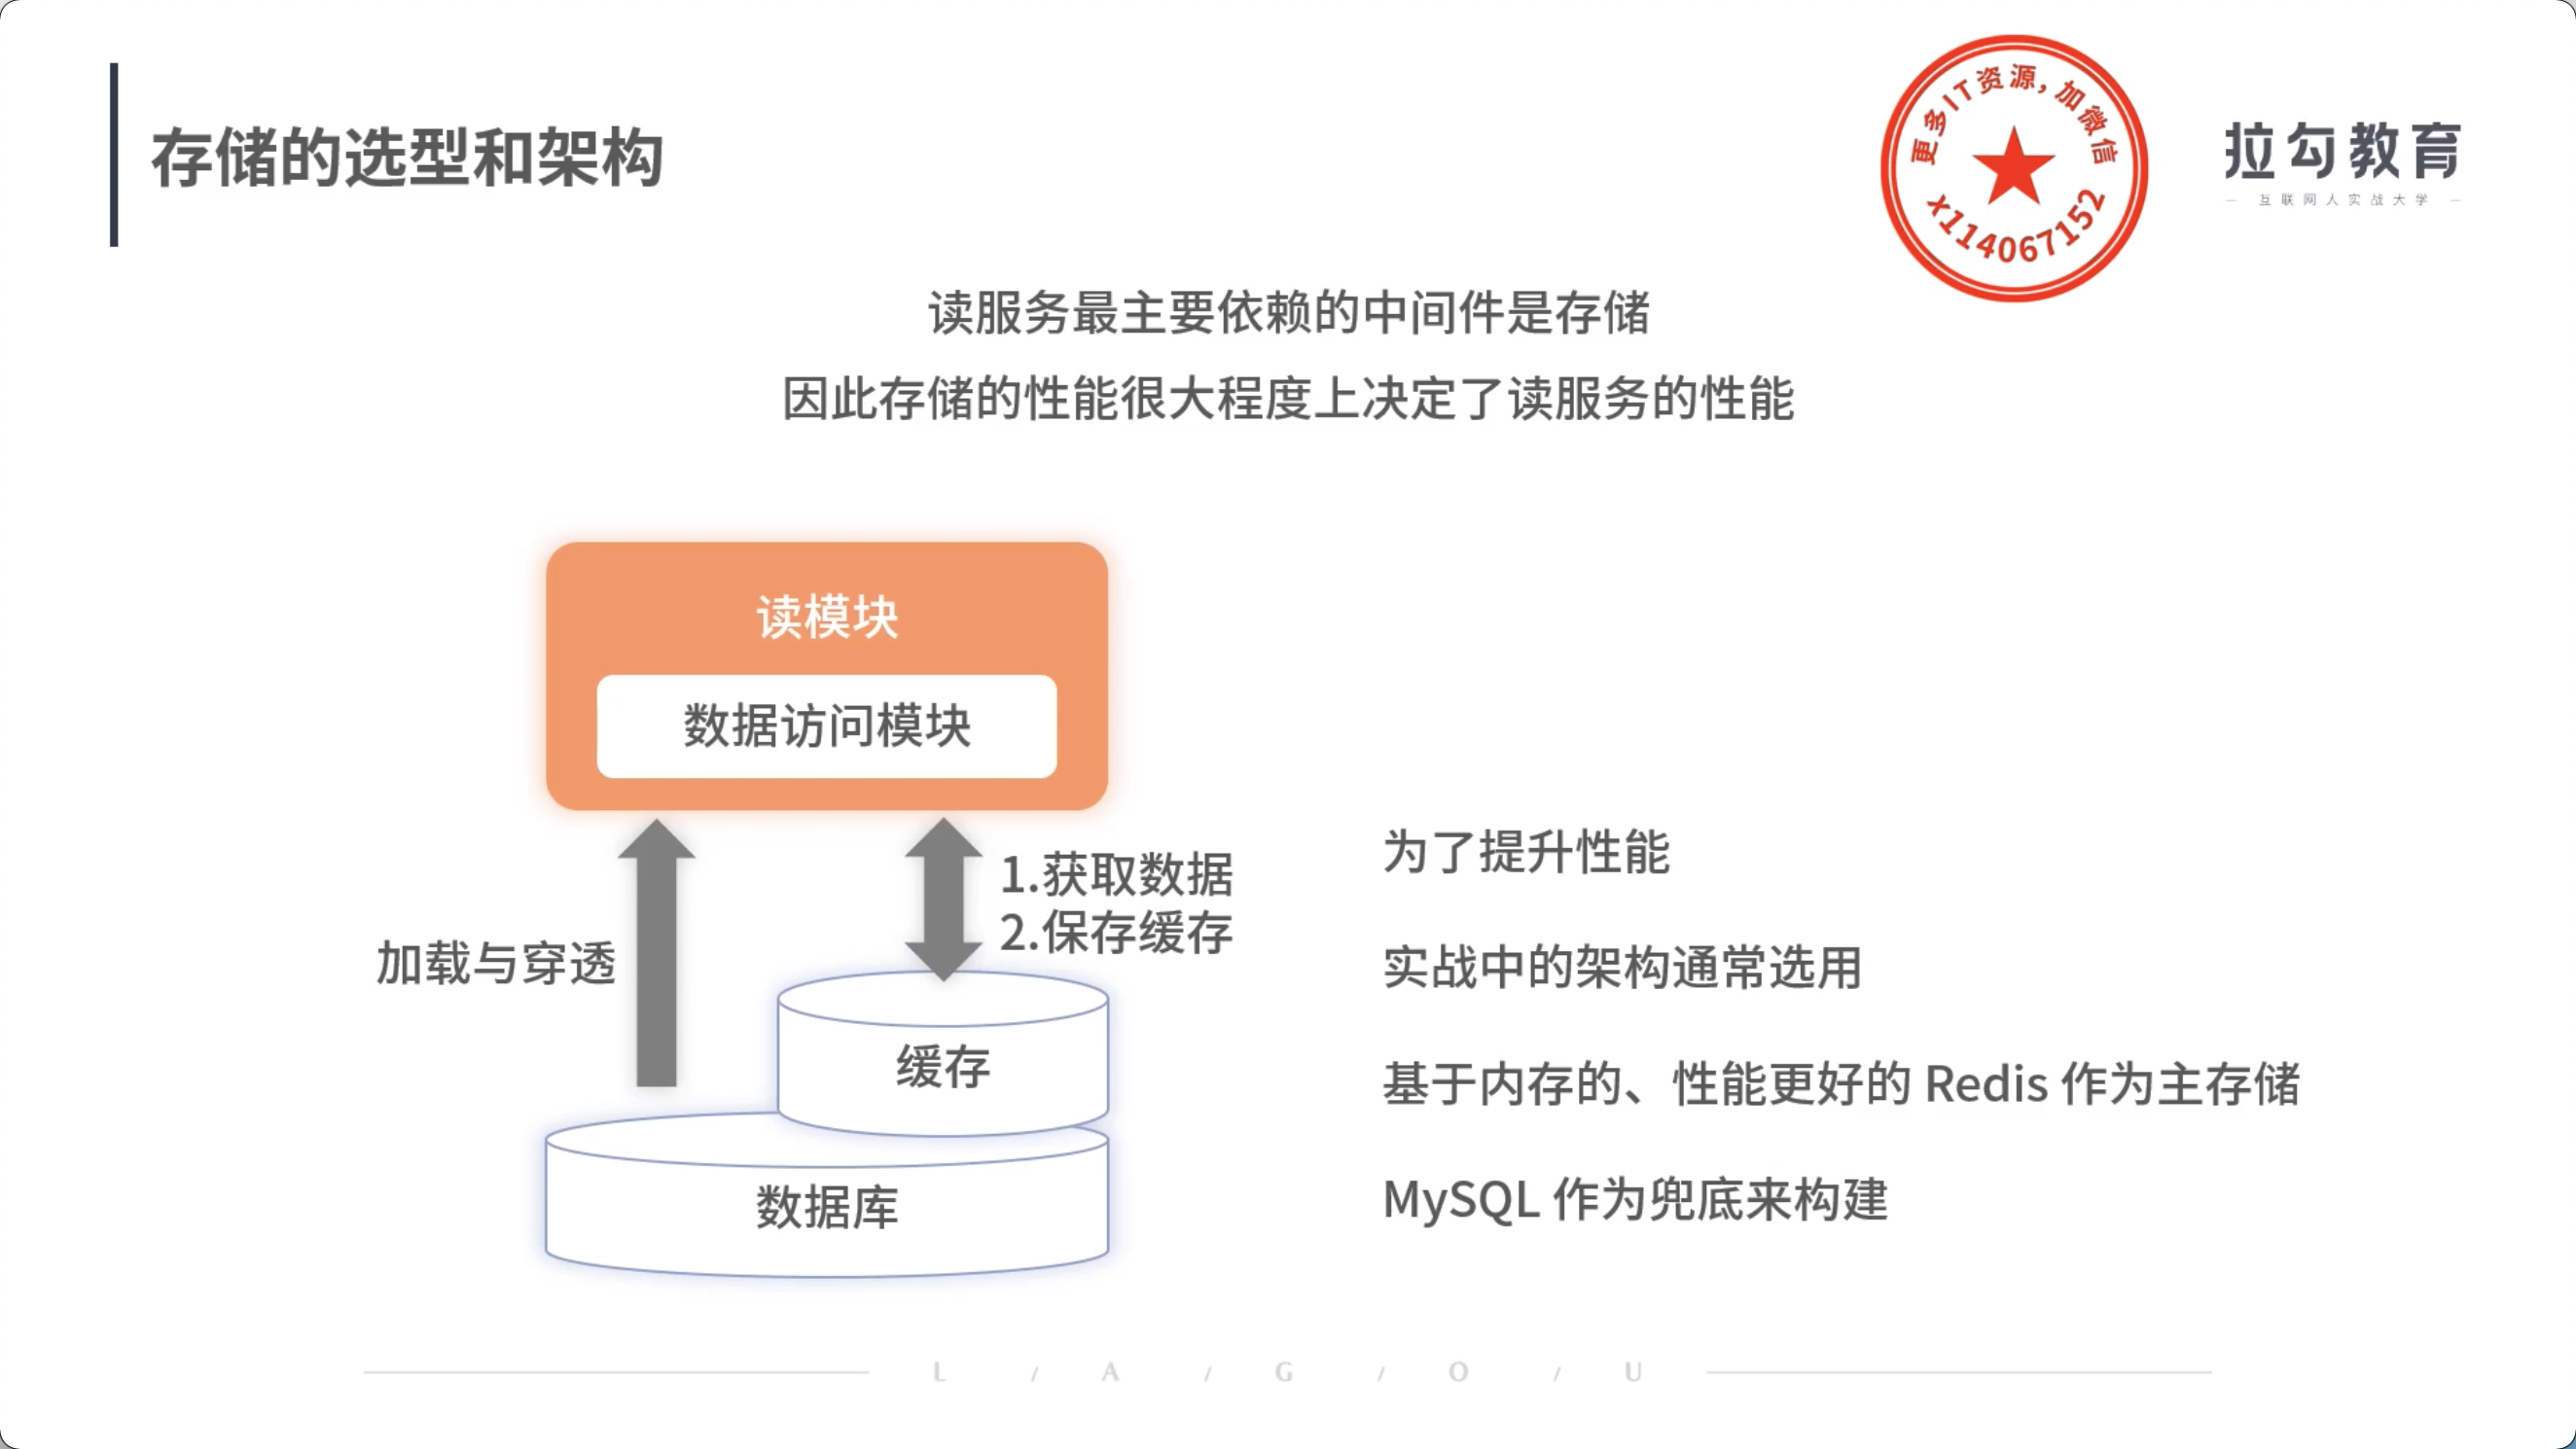 存储的选型和架构
更多IT资源，加微信
x114067152
拉勾教育
互联网人实战大学
读服务最主要依赖的中间件是存储
因此存储的性能很大程度上决定了读服务的性能
读模块
数据访问模块
1.获取数据
2.保存缓存
加载与穿透
缓存
数据库
为了提升性能
实战中的架构通常选用
基于内存的、性能更好的 Redis 作为主存储
MySQL 作为兜底来构建
L / A / G / O / U